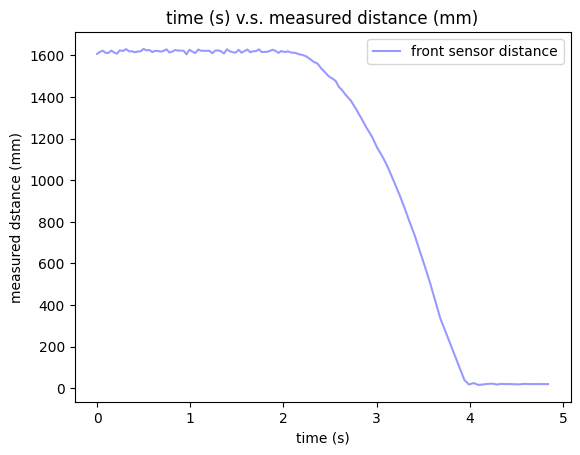 time (s) v.s. measured distance (mm)
front sensor distance
measured dstance (mm)
1600
1400
1200
1000
800
600
400
200
0
0 1 2 3 4 5
time (s)